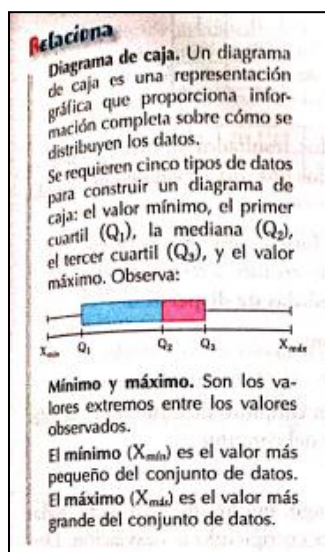 Relaciona
Diagrama de caja. Un diagrama
de caja es una representación
gráfica que proporciona infor-
mación completa sobre cómo se
distribuyen los datos.
Se requieren cinco tipos de datos
para construir un diagrama de
caja: el valor mínimo, el primer
cuartil (Q₁), la mediana (Q₂),
el tercer cuartil (Q₃), y el valor
máximo. Observa:
Xmín Q₁ Q₂ Q₃ Xmáx
Mínimo y máximo. Son los va-
lores extremos entre los valores
observados.
El mínimo (Xmín) es el valor más
pequeño del conjunto de datos.
El máximo (Xmáx) es el valor más
grande del conjunto de datos.